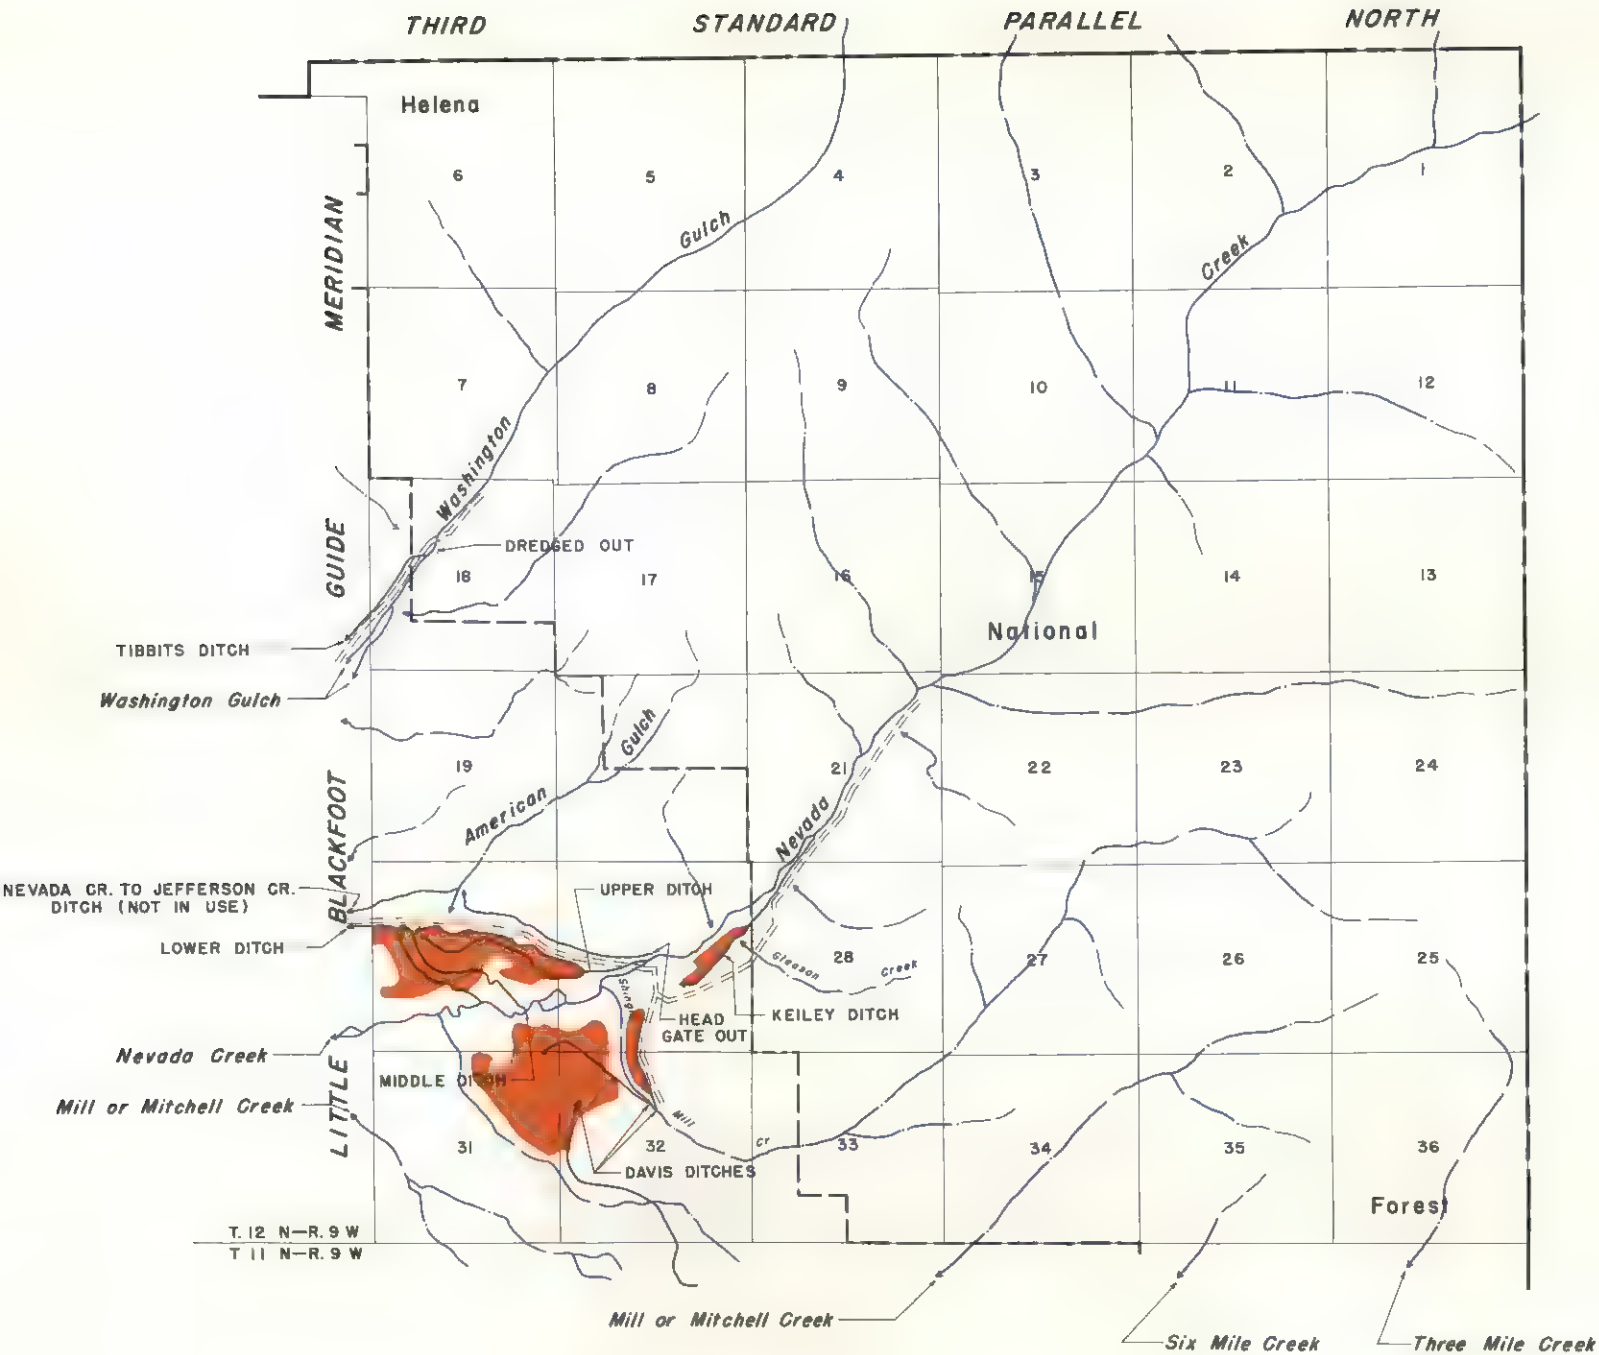 THIRD STANDARD PARALLEL NORTH
Helena
6 5 4 3 2 1
MERIDIAN
Gulch
Creek
7 8 9 10 11 12
Washington
GUIDE
DREDGED OUT
18 17 16 15 14 13
National
TIBBITS DITCH
Washington Gulch
Gulch
19 21 22 23 24
American
Nevada
BLACKFOOT
NEVADA CR. TO JEFFERSON CR.
DITCH (NOT IN USE)
UPPER DITCH
LOWER DITCH
Gleason Creek
28 27 26 25
HEAD
GATE OUT
KEILEY DITCH
Nevada Creek
LITTLE
MIDDLE DITCH
Mill or Mitchell Creek
Mill Cr
31 32 33 34 35 36
DAVIS DITCHES
Forest
T. 12 N-R. 9 W
T 11 N-R. 9 W
Mill or Mitchell Creek
Six Mile Creek
Three Mile Creek